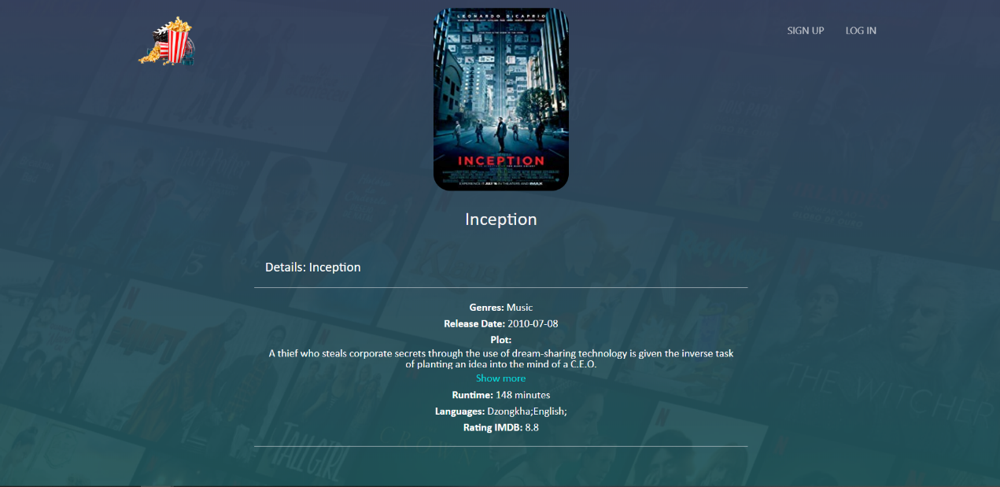 SIGN UP LOG IN
LEONARDO DiCAPRIO
INCEPTION
Inception
Details: Inception
Genres: Music
Release Date: 2010-07-08
Plot:
A thief who steals corporate secrets through the use of dream-sharing technology is given the inverse task
of planting an idea into the mind of a C.E.O.
Show more
Runtime: 148 minutes
Languages: Dzongkha;English;
Rating IMDB: 8.8
TALL GIRL